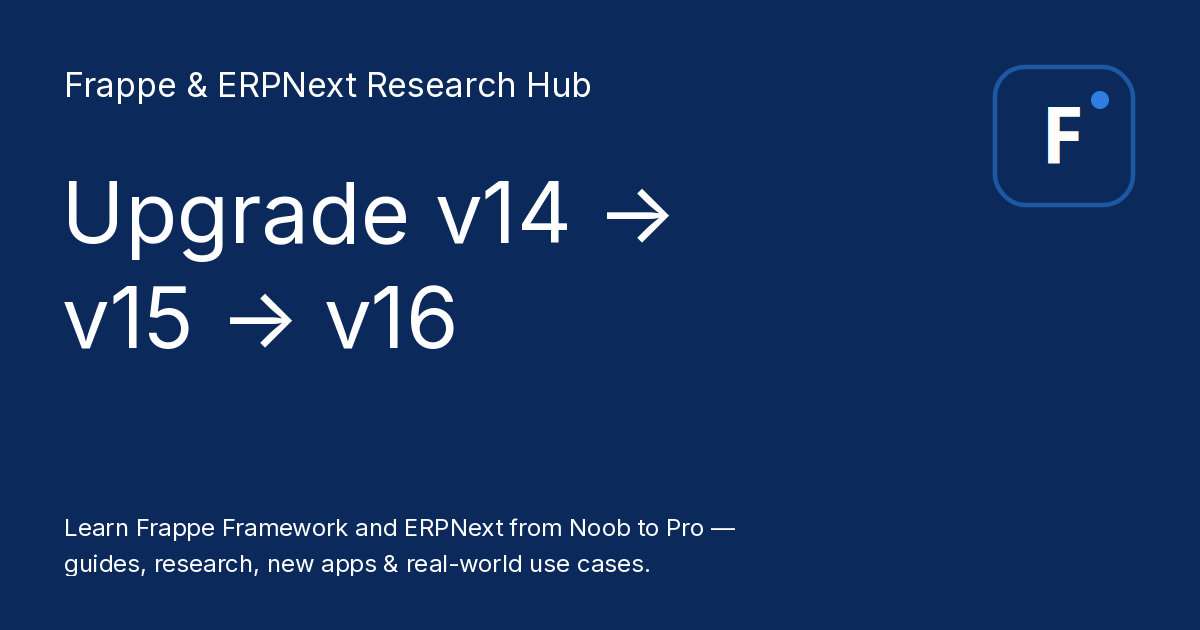 Frappe & ERPNext Research Hub
F
Upgrade v14 →
v15 → v16
Learn Frappe Framework and ERPNext from Noob to Pro —
guides, research, new apps & real-world use cases.